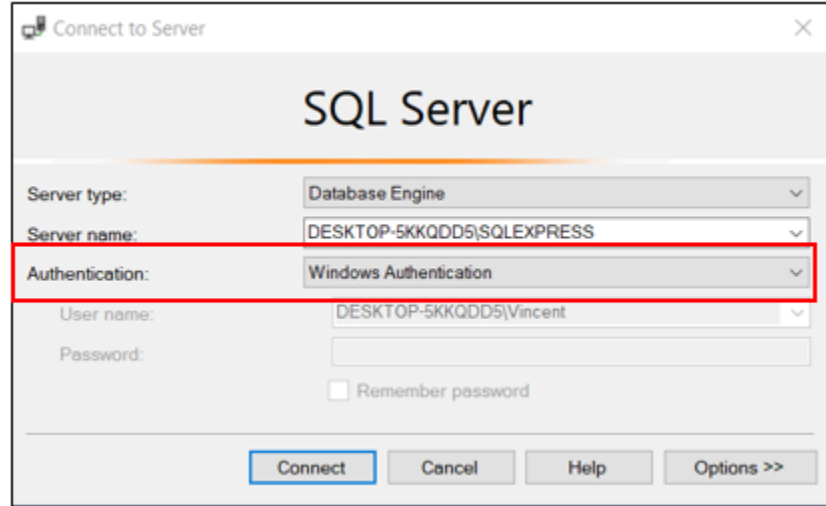 Connect to Server
SQL Server
Server type: Database Engine
Server name: DESKTOP-5KKQDD5\SQLEXPRESS
Authentication: Windows Authentication
User name: DESKTOP-5KKQDD5\Vincent
Password:
Remember password
Connect Cancel Help Options >>